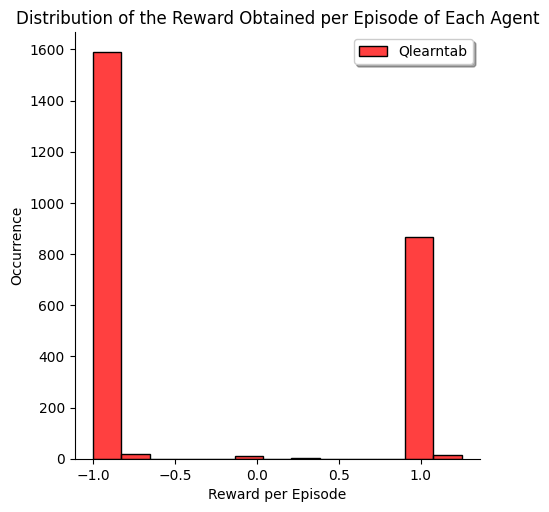 Distribution of the Reward Obtained per Episode of Each Agent
Qlearntab
1600
1400
1200
1000
800
600
400
200
0
Occurrence
−1.0 −0.5 0.0 0.5 1.0
Reward per Episode